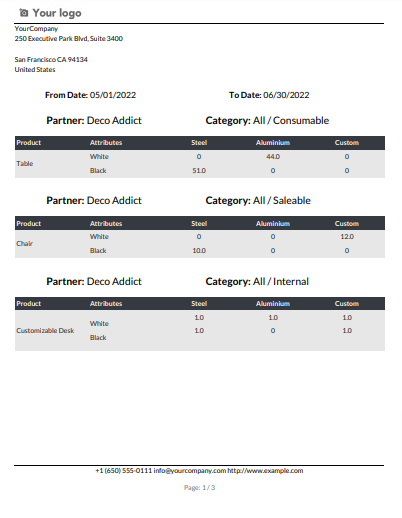 Your logo
YourCompany
250 Executive Park Blvd, Suite 3400
San Francisco CA 94134
United States
From Date: 05/01/2022 To Date: 06/30/2022
Partner: Deco Addict Category: All / Consumable
Product Attributes Steel Aluminium Custom
Table
White 0 44.0 0
Black 51.0 0 0
Partner: Deco Addict Category: All / Saleable
Product Attributes Steel Aluminium Custom
Chair
White 0 0 12.0
Black 10.0 0 0
Partner: Deco Addict Category: All / Internal
Product Attributes Steel Aluminium Custom
1.0 1.0 1.0
White
Customizable Desk 1.0 0 1.0
Black
+1 (650) 555-0111 info@yourcompany.com http://www.example.com
Page: 1 / 3